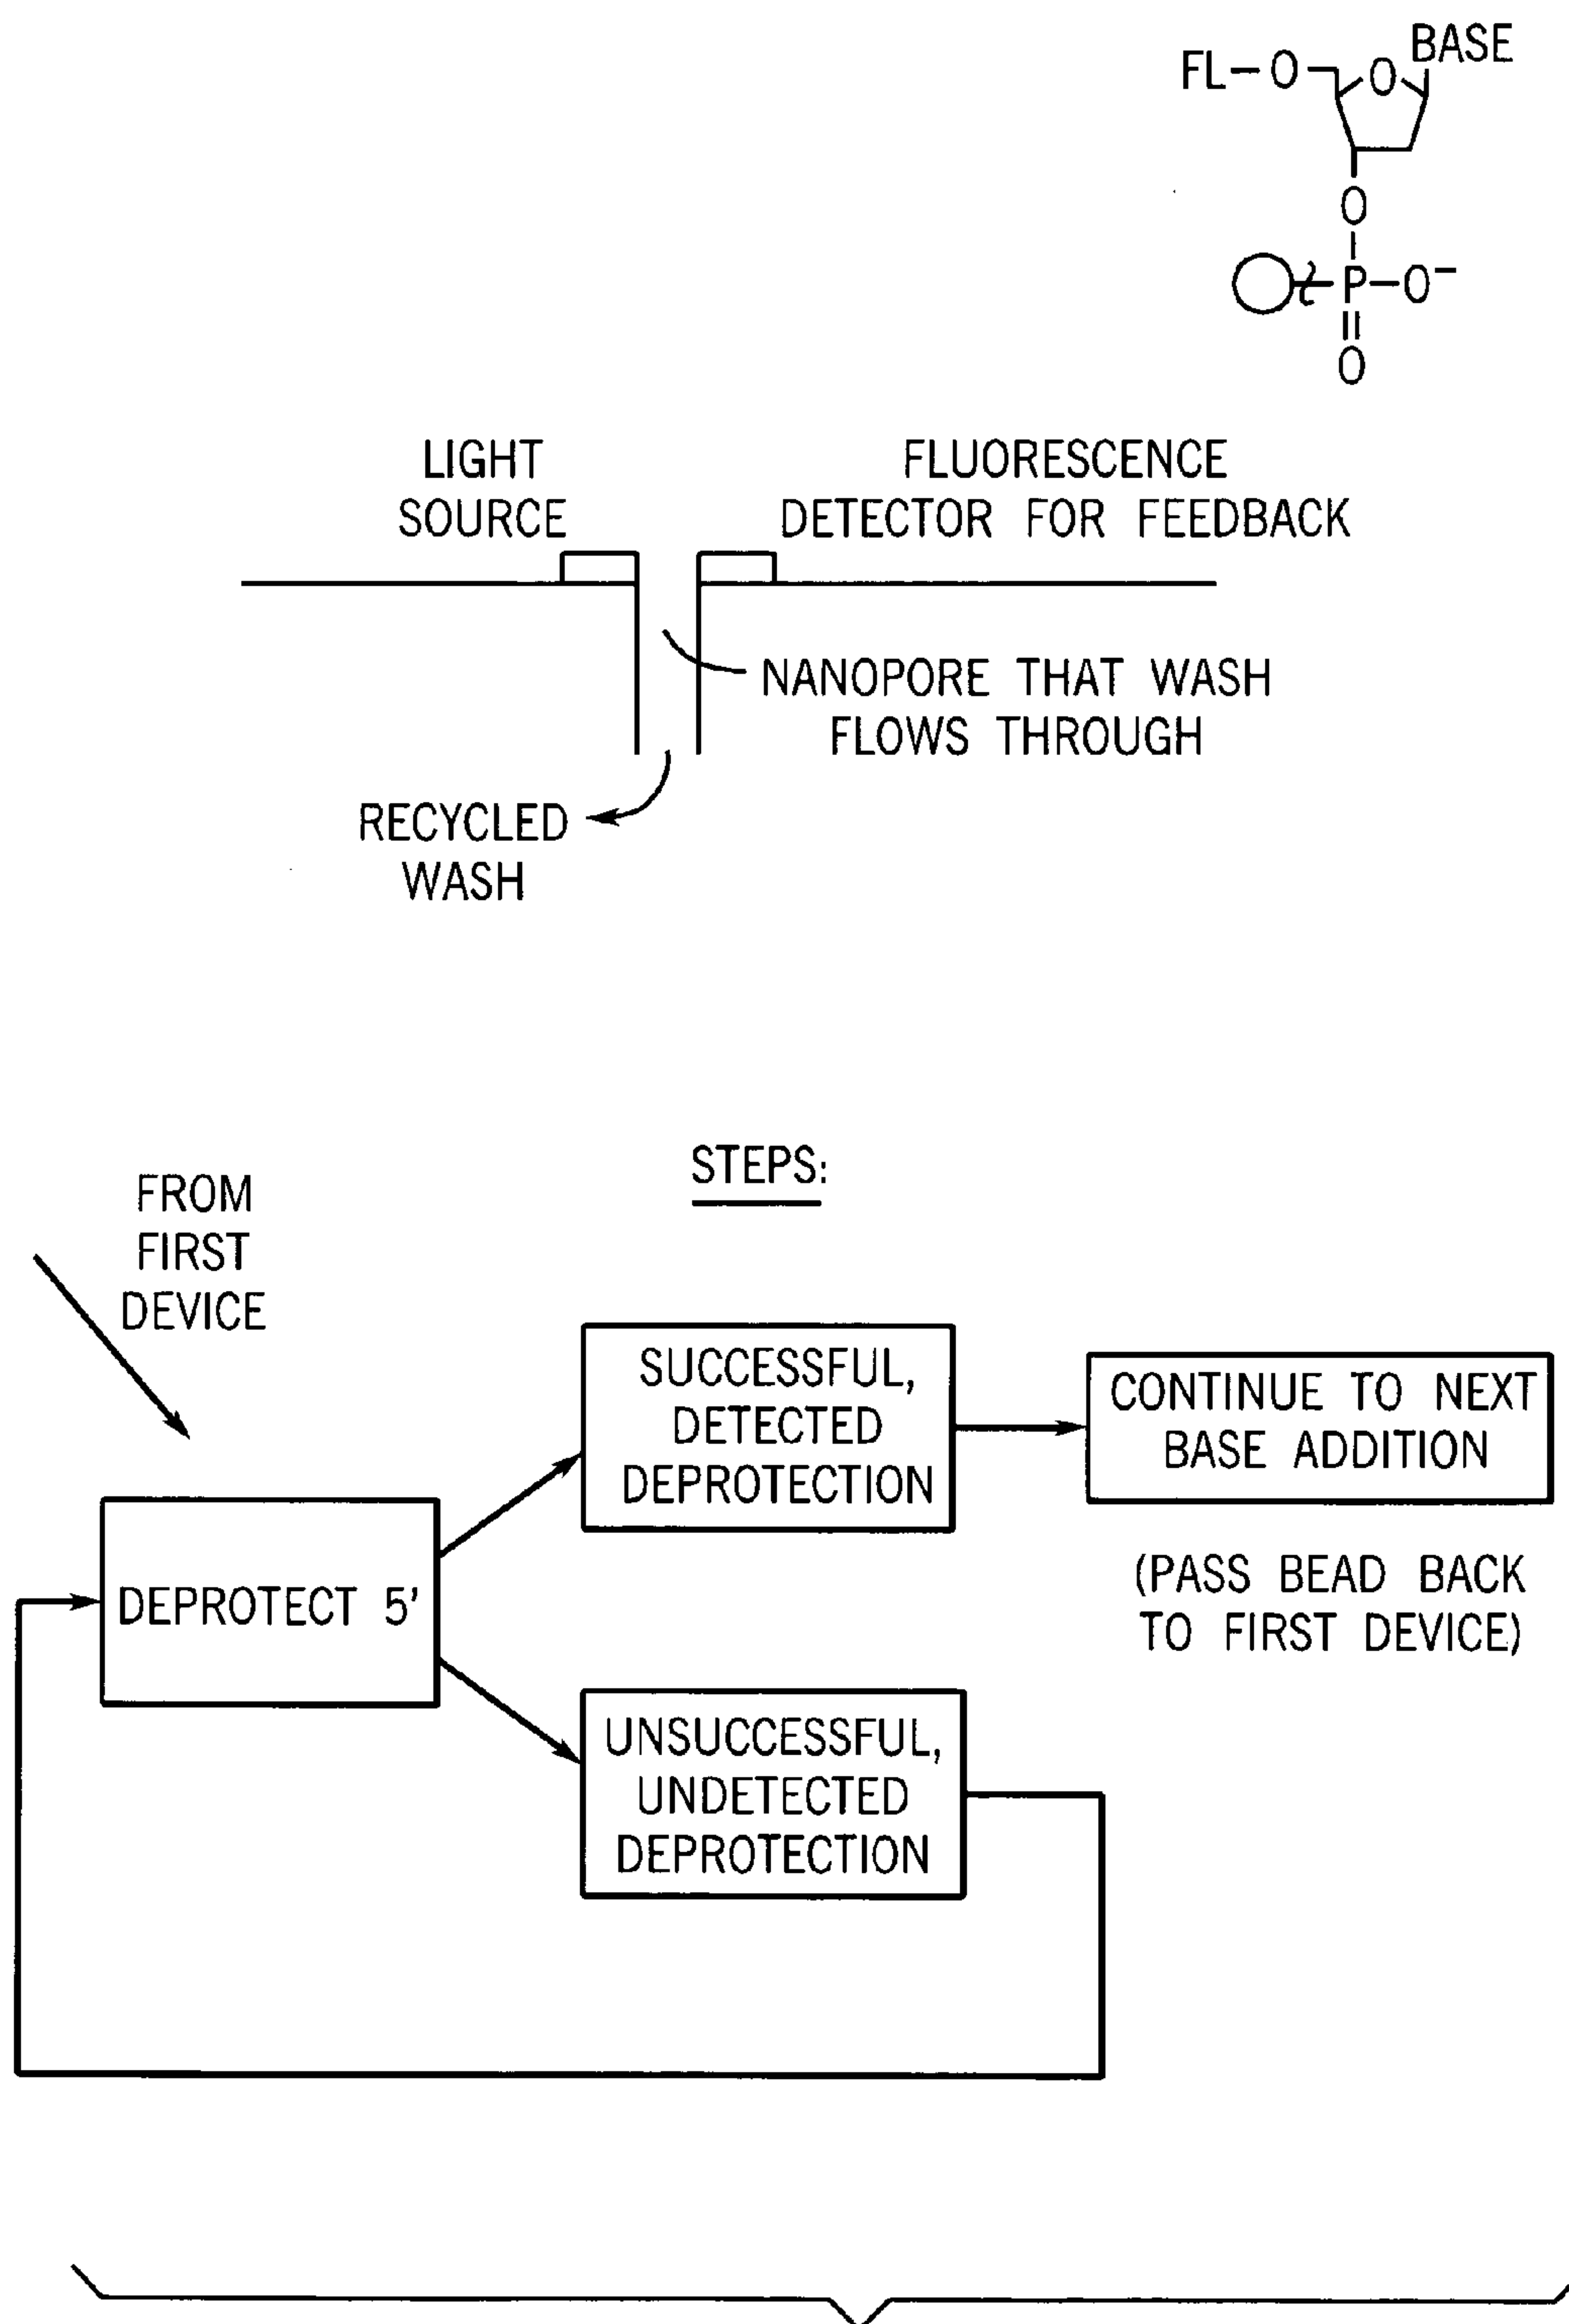 BASE
FL–O
O
O
P–O⁻
O
LIGHT
SOURCE
FLUORESCENCE
DETECTOR FOR FEEDBACK
NANOPORE THAT WASH
FLOWS THROUGH
RECYCLED
WASH
STEPS:
FROM
FIRST
DEVICE
SUCCESSFUL,
DETECTED
DEPROTECTION
CONTINUE TO NEXT
BASE ADDITION
(PASS BEAD BACK
TO FIRST DEVICE)
DEPROTECT 5'
UNSUCCESSFUL,
UNDETECTED
DEPROTECTION